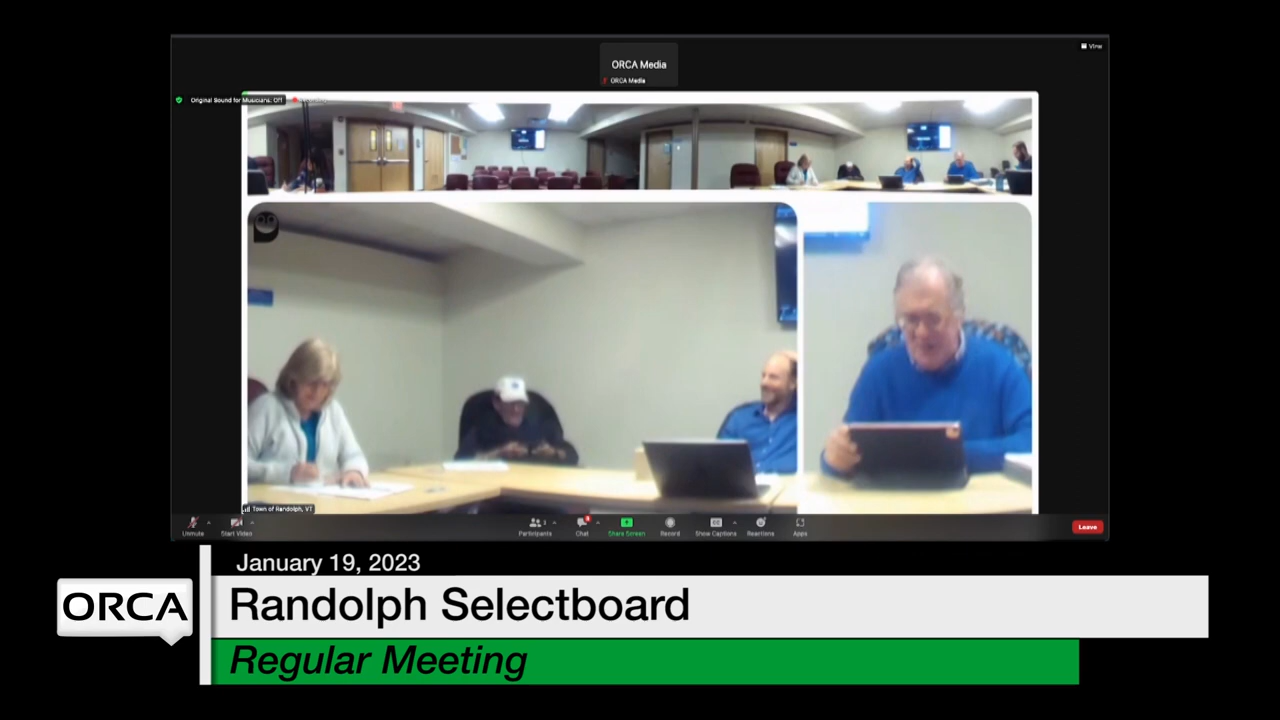 View
ORCA Media
ORCA Media
Original Sound for Musicians: Off
Town of Randolph, VT
Unmute
Start Video
Participants
Chat
Share Screen
Record
Show Captions
Reactions
Apps
Leave
January 19, 2023
ORCA
Randolph Selectboard
Regular Meeting